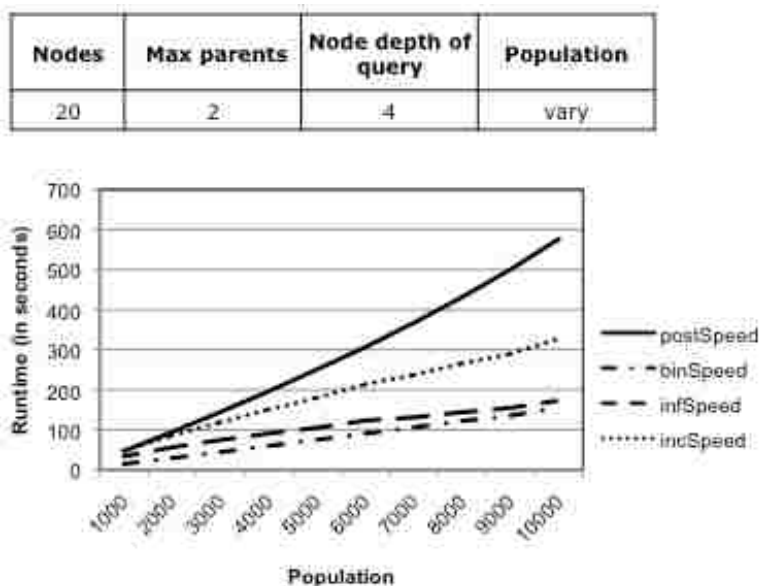 Nodes Max parents Node depth of query Population
20 2 4 vary
700
600
500
400
300
200
100
0
Runtime (in seconds)
1000 2000 3000 4000 5000 6000 7000 8000 9000 10000
Population
postSpeed
binSpeed
infSpeed
incSpeed